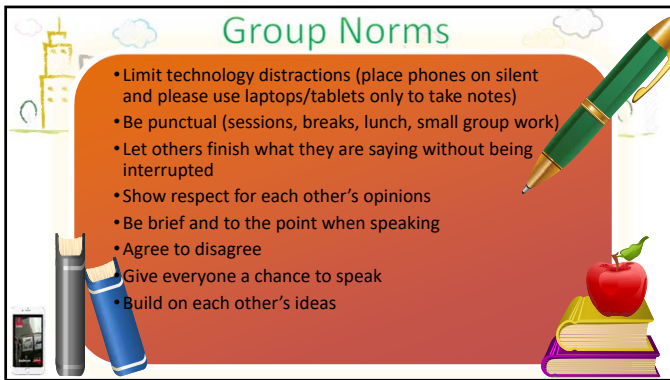 Group Norms
•Limit technology distractions (place phones on silent
and please use laptops/tablets only to take notes)
•Be punctual (sessions, breaks, lunch, small group work)
•Let others finish what they are saying without being
interrupted
•Show respect for each other’s opinions
•Be brief and to the point when speaking
•Agree to disagree
•Give everyone a chance to speak
•Build on each other’s ideas